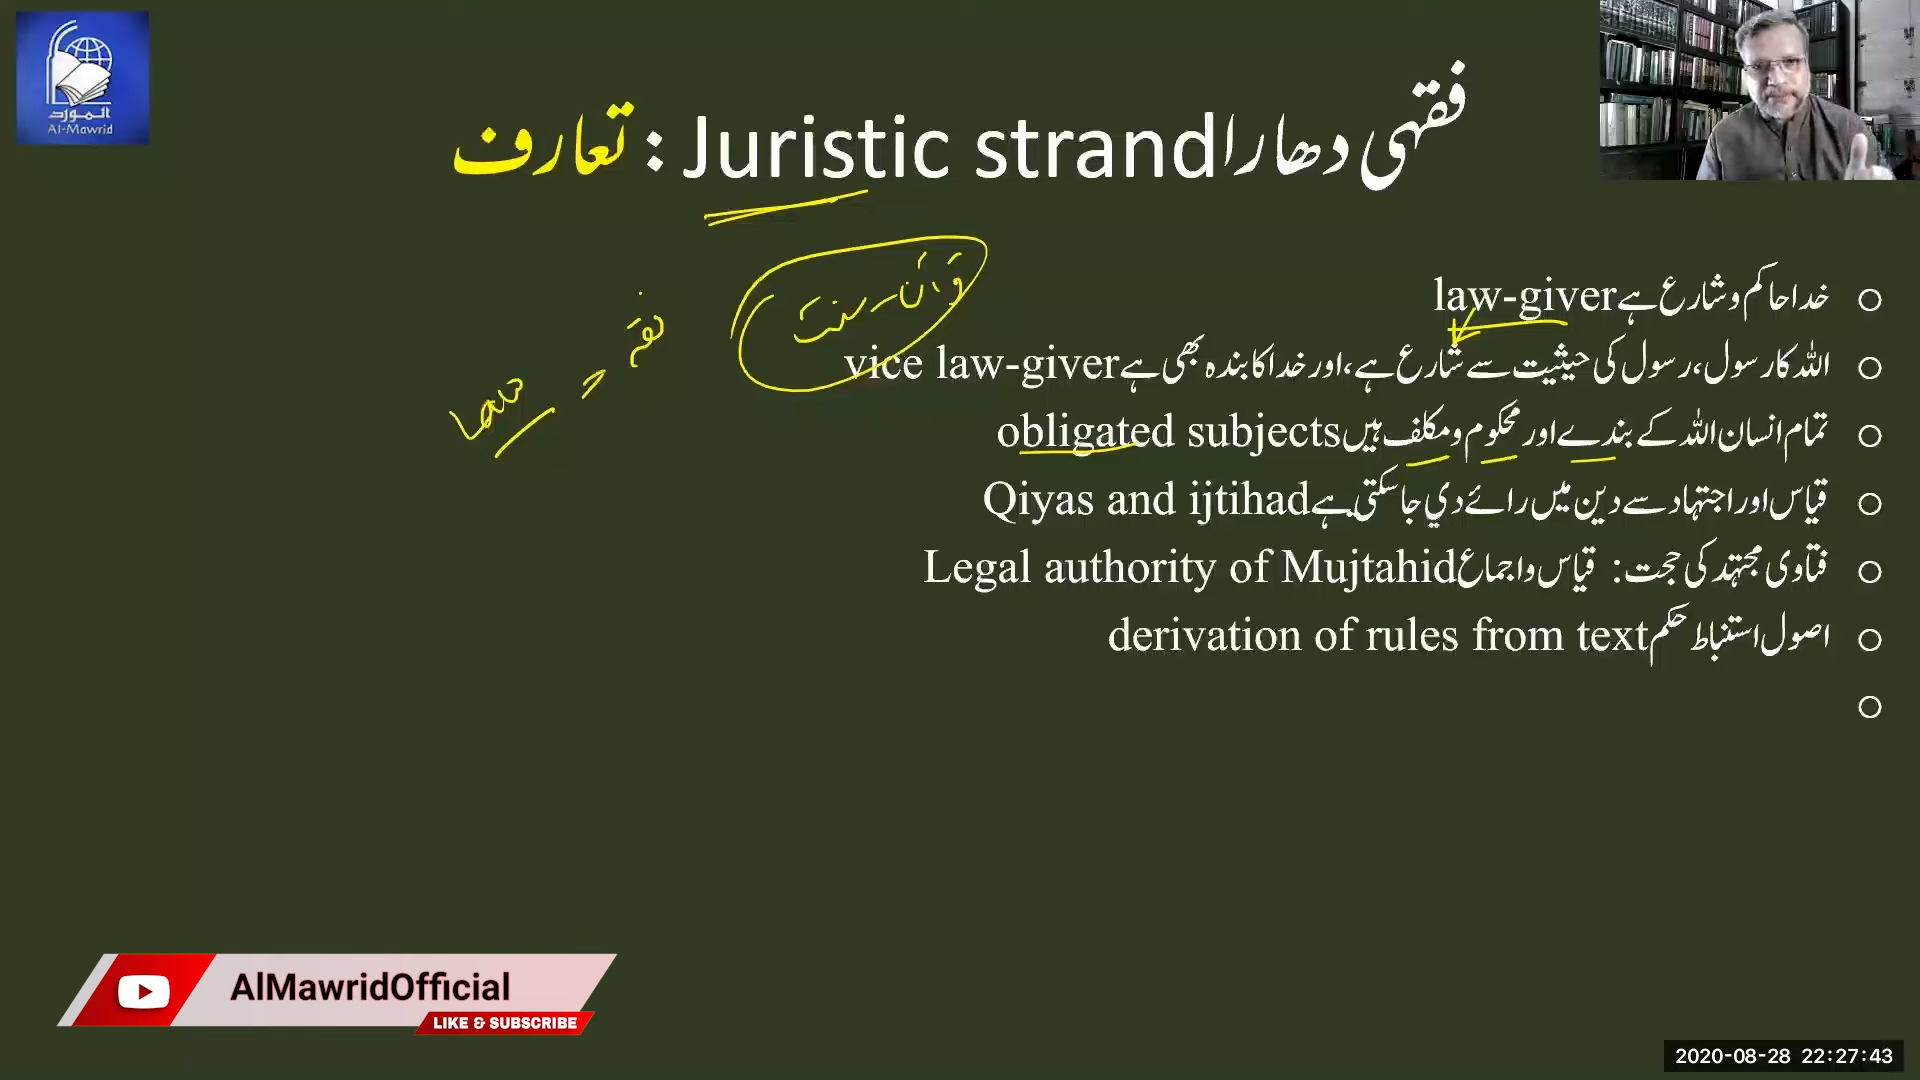 المورد
Al-Mawrid
فقہی دھارا Juristic strand : تعارف
قرآن۔ سنت
فقہ = Law
خدا حاکم و شارع ہے law-giver
اللہ کا رسول، رسول کی حیثیت سے شارع ہے، اور خدا کا بندہ بھی ہے vice law-giver
تمام انسان اللہ کے بندے اور محکوم و مکلف ہیں obligated subjects
قیاس اور اجتہاد سے دین میں رائے دي جا سکتی ہے Qiyas and ijtihad
فتاوی مجتہد کی حجت: قیاس و اجماع Legal authority of Mujtahid
اصول استنباط حکم derivation of rules from text
AlMawridOfficial
LIKE & SUBSCRIBE
2020-08-28 22:27:43